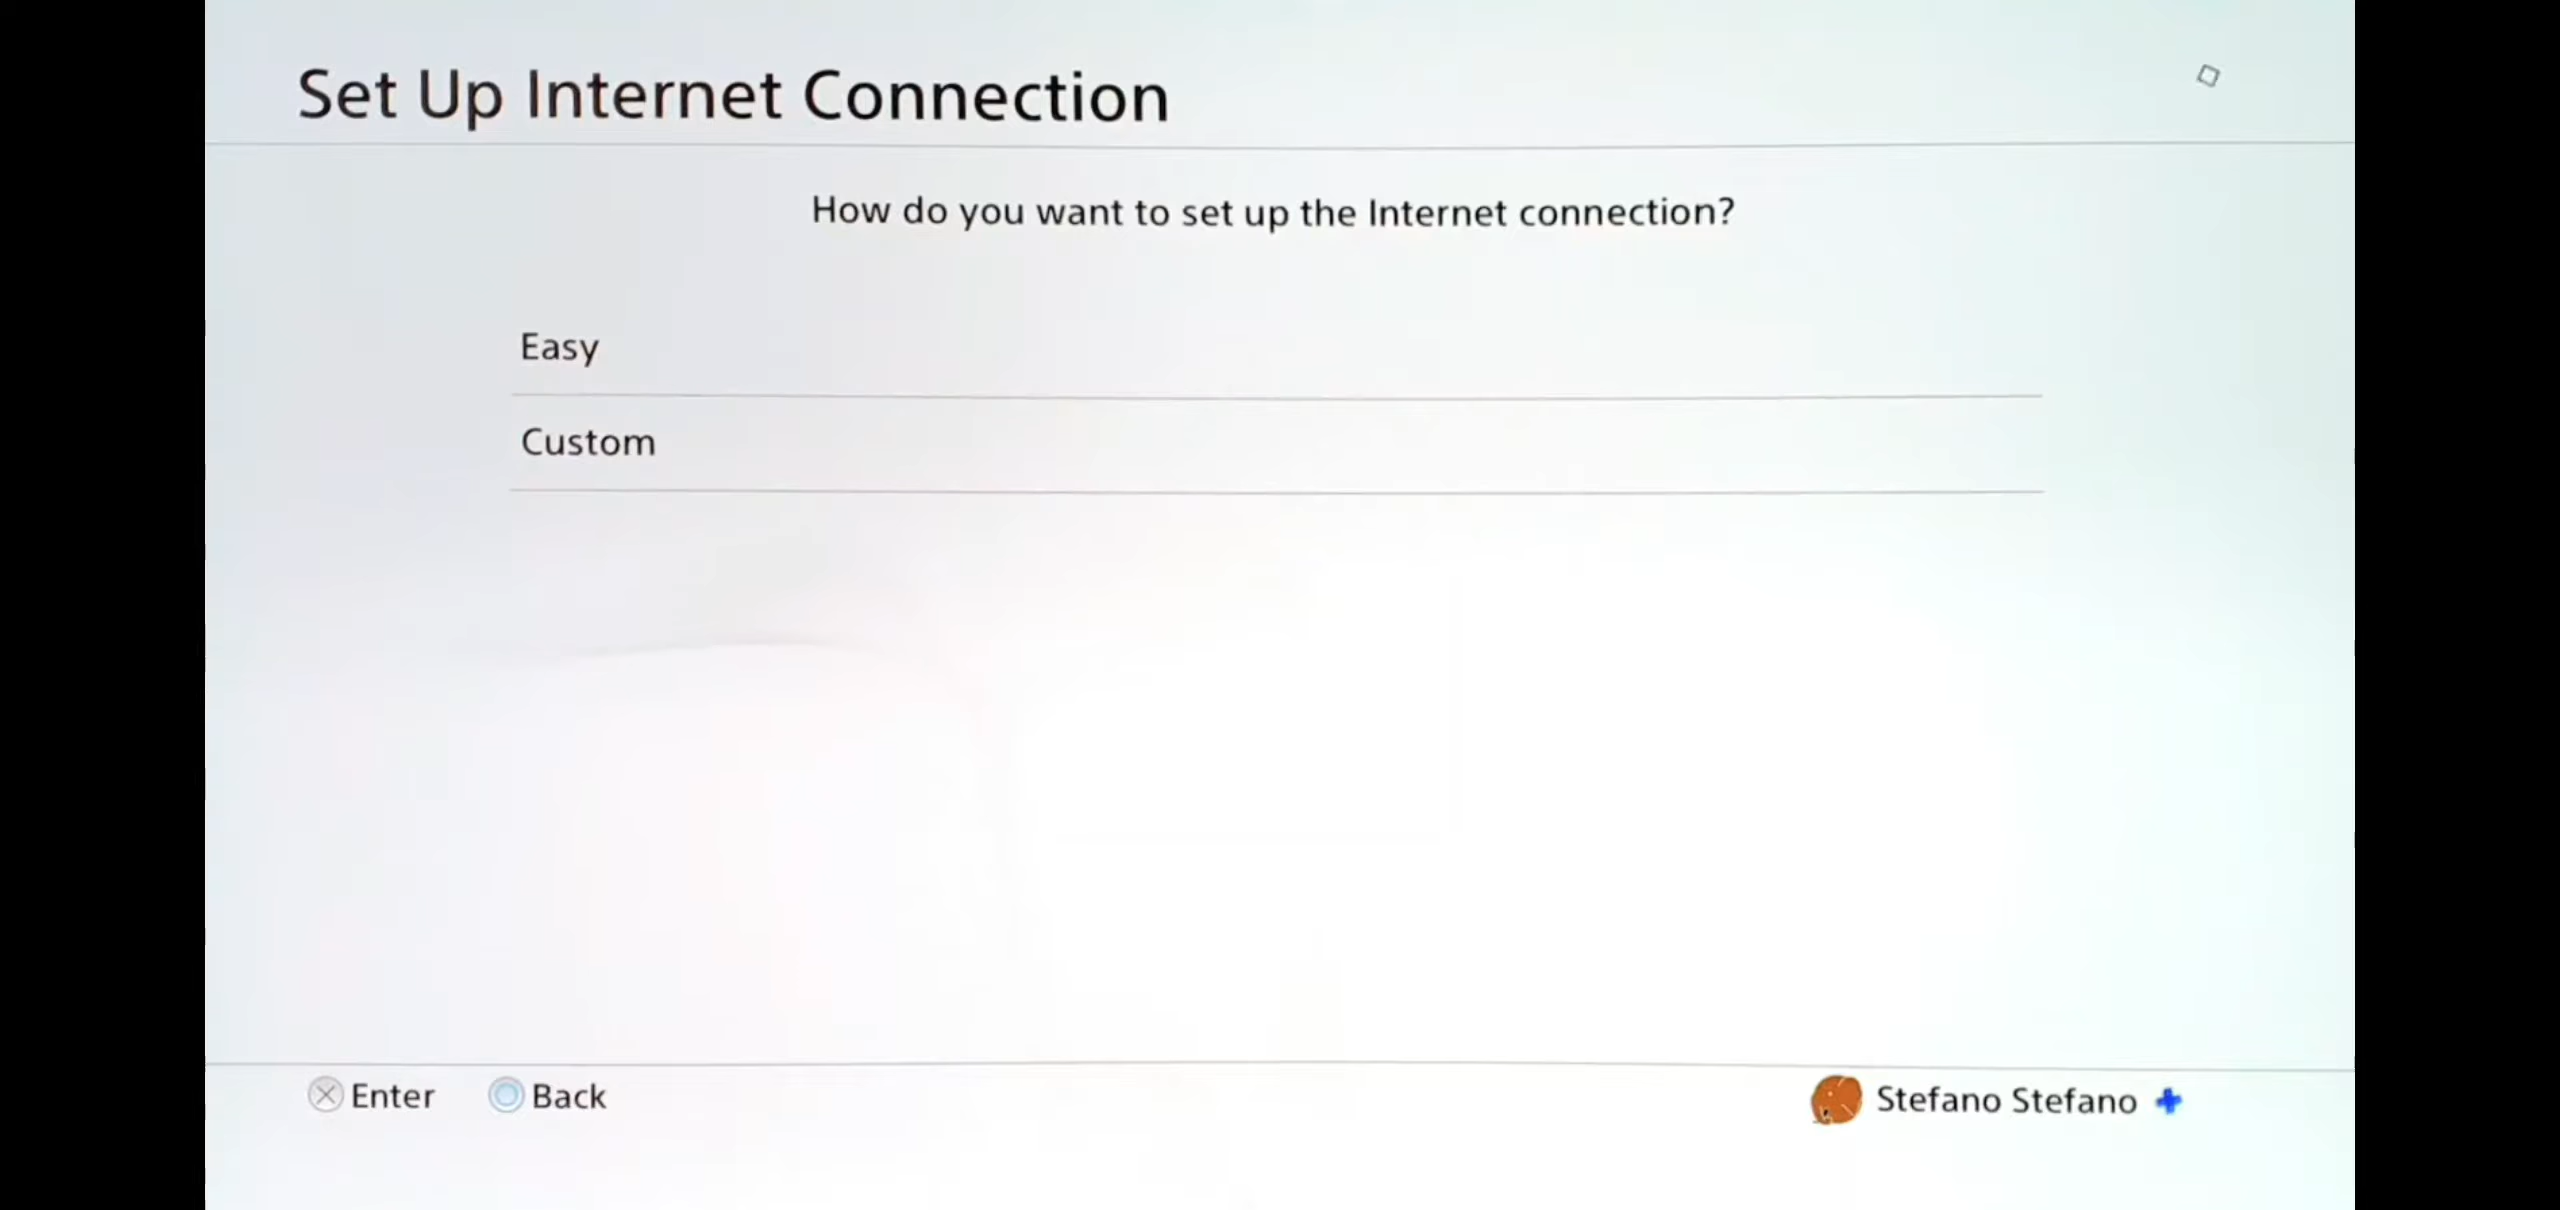 Set Up Internet Connection
How do you want to set up the Internet connection?
Easy
Custom
Enter
Back
Stefano Stefano